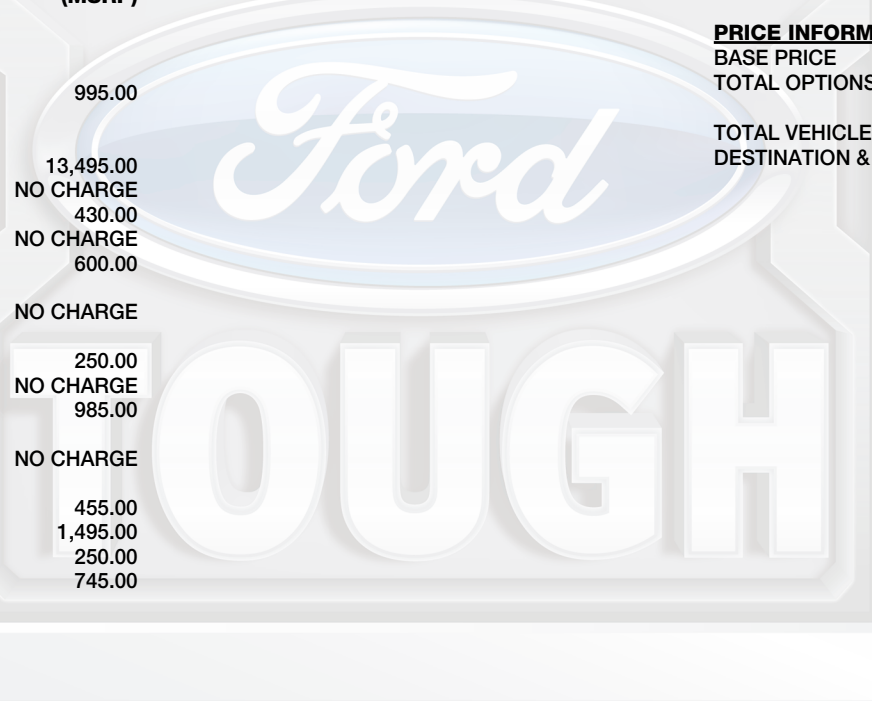 (MSRP)
995.00
13,495.00
NO CHARGE
430.00
NO CHARGE
600.00
NO CHARGE
250.00
NO CHARGE
985.00
NO CHARGE
455.00
1,495.00
250.00
745.00
PRICE INFORM
BASE PRICE
TOTAL OPTIONS
TOTAL VEHICLE
DESTINATION &
Ford
TOUGH